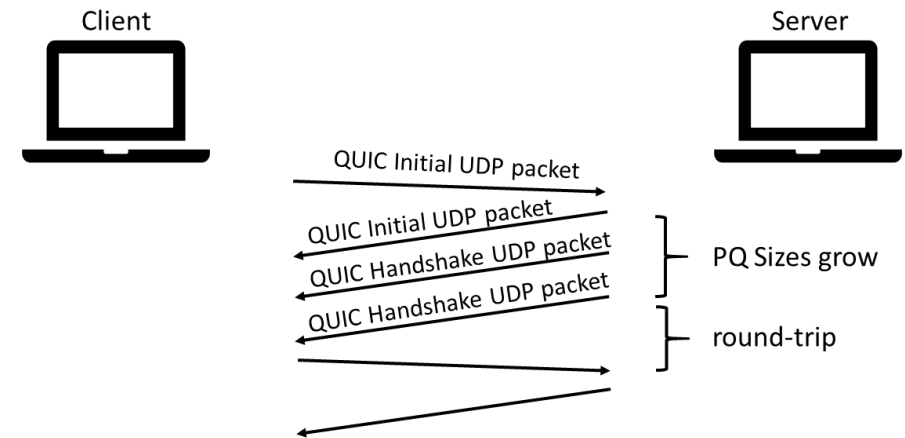 Client
Server
QUIC Initial UDP packet
QUIC Initial UDP packet
QUIC Handshake UDP packet
PQ Sizes grow
QUIC Handshake UDP packet
round-trip